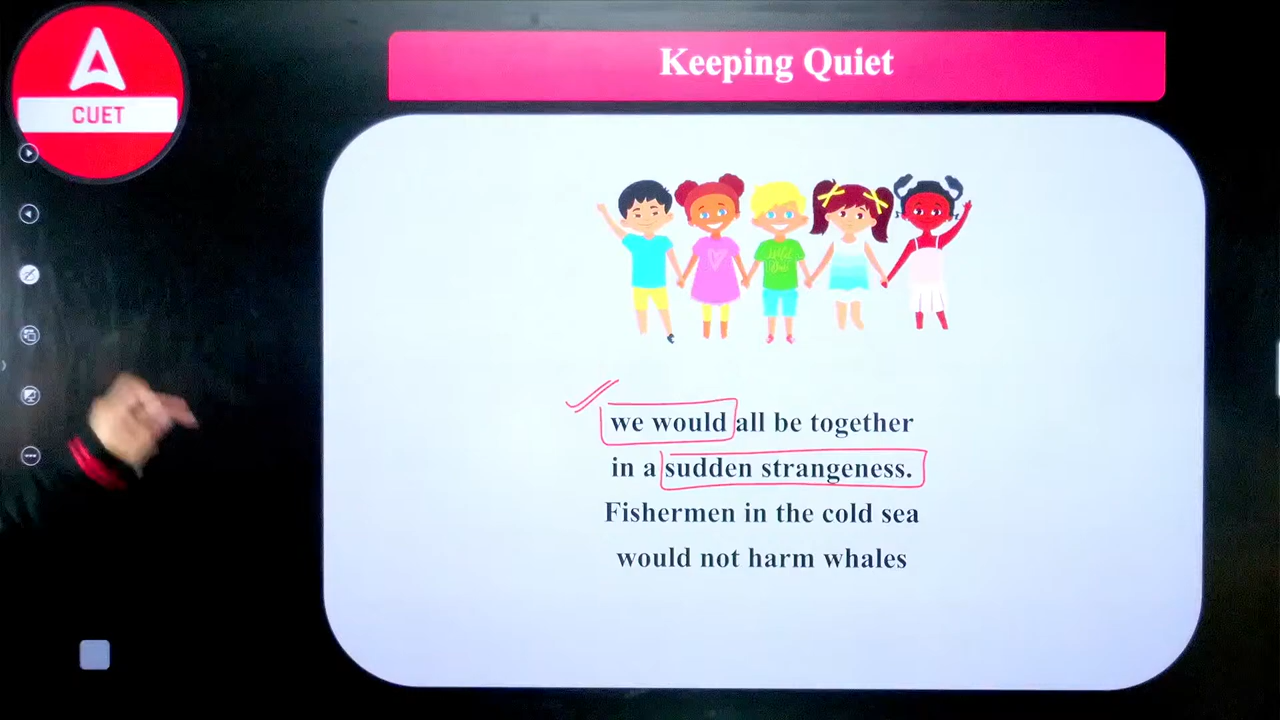 CUET
Keeping Quiet
we would all be together
in a sudden strangeness.
Fishermen in the cold sea
would not harm whales